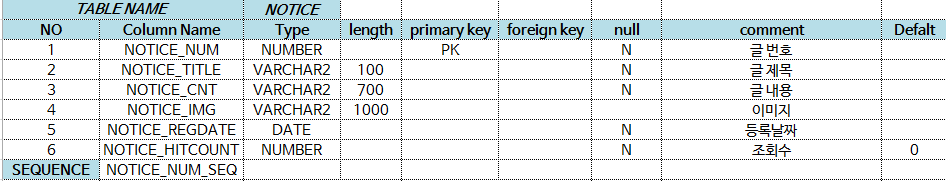 TABLE NAME NOTICE
NO Column Name Type length primary key foreign key null comment Defalt
1 NOTICE_NUM NUMBER PK N 글 번호
2 NOTICE_TITLE VARCHAR2 100 N 글 제목
3 NOTICE_CNT VARCHAR2 700 N 글 내용
4 NOTICE_IMG VARCHAR2 1000 이미지
5 NOTICE_REGDATE DATE N 등록날짜
6 NOTICE_HITCOUNT NUMBER N 조회수 0
SEQUENCE NOTICE_NUM_SEQ